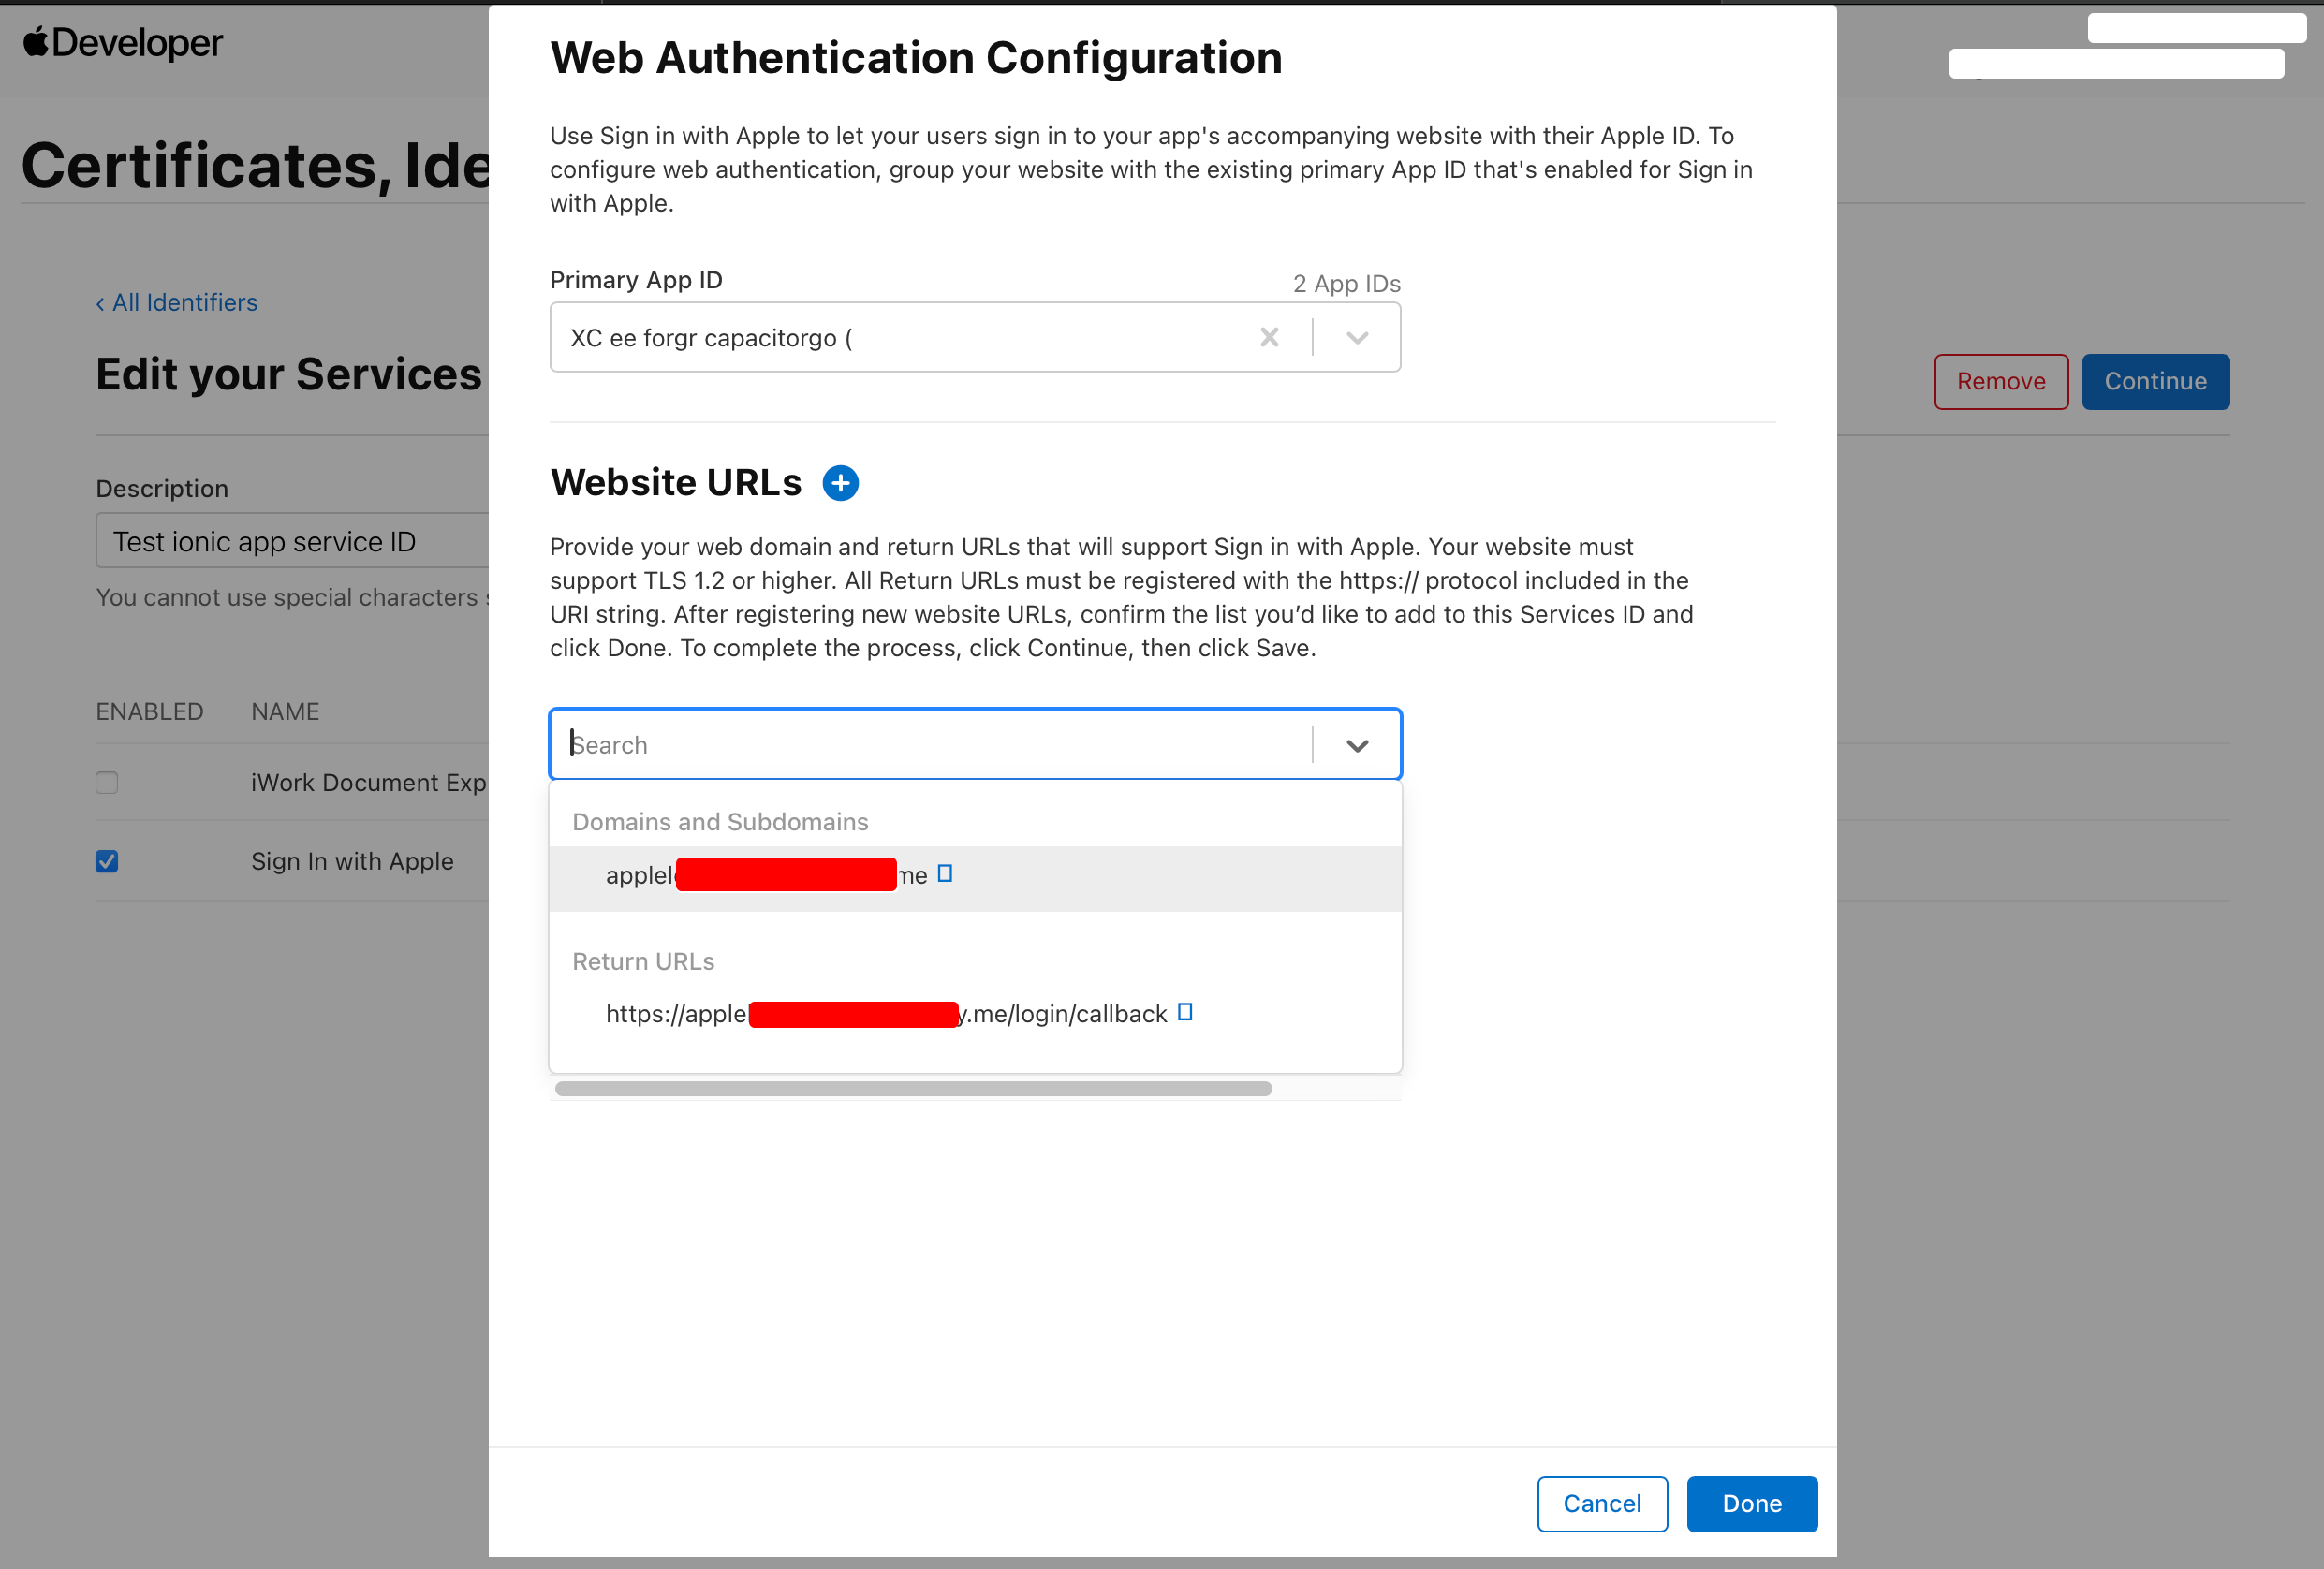 Developer
Web Authentication Configuration
Use Sign in with Apple to let your users sign in to your app's accompanying website with their Apple ID. To
configure web authentication, group your website with the existing primary App ID that's enabled for Sign in
with Apple.
Certificates, Ide
Primary App ID
2 App IDs
XC ee forgr capacitorgo (
‹ All Identifiers
Edit your Services
Remove
Continue
Website URLs
Provide your web domain and return URLs that will support Sign in with Apple. Your website must
support TLS 1.2 or higher. All Return URLs must be registered with the https:// protocol included in the
URI string. After registering new website URLs, confirm the list you’d like to add to this Services ID and
click Done. To complete the process, click Continue, then click Save.
Description
Test ionic app service ID
You cannot use special characters
ENABLED
NAME
iWork Document Exp
Sign In with Apple
Search
Domains and Subdomains
applel
me
Return URLs
https://apple
y.me/login/callback
Cancel
Done